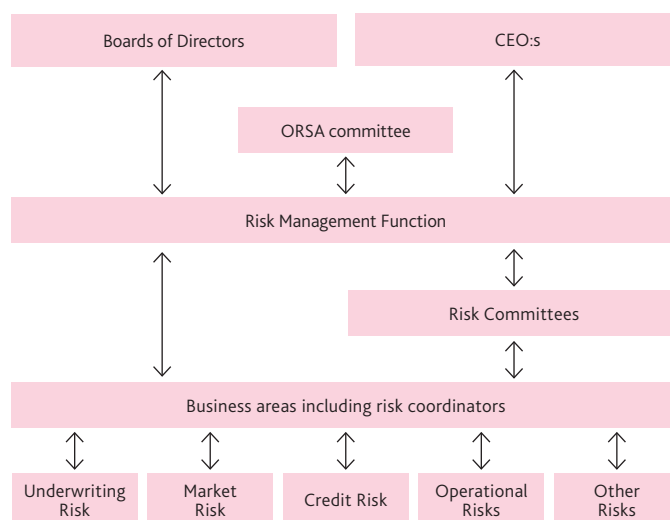 Boards of Directors
CEO:s
ORSA committee
Risk Management Function
Risk Committees
Business areas including risk coordinators
Underwriting
Risk
Market
Risk
Credit Risk
Operational
Risks
Other
Risks